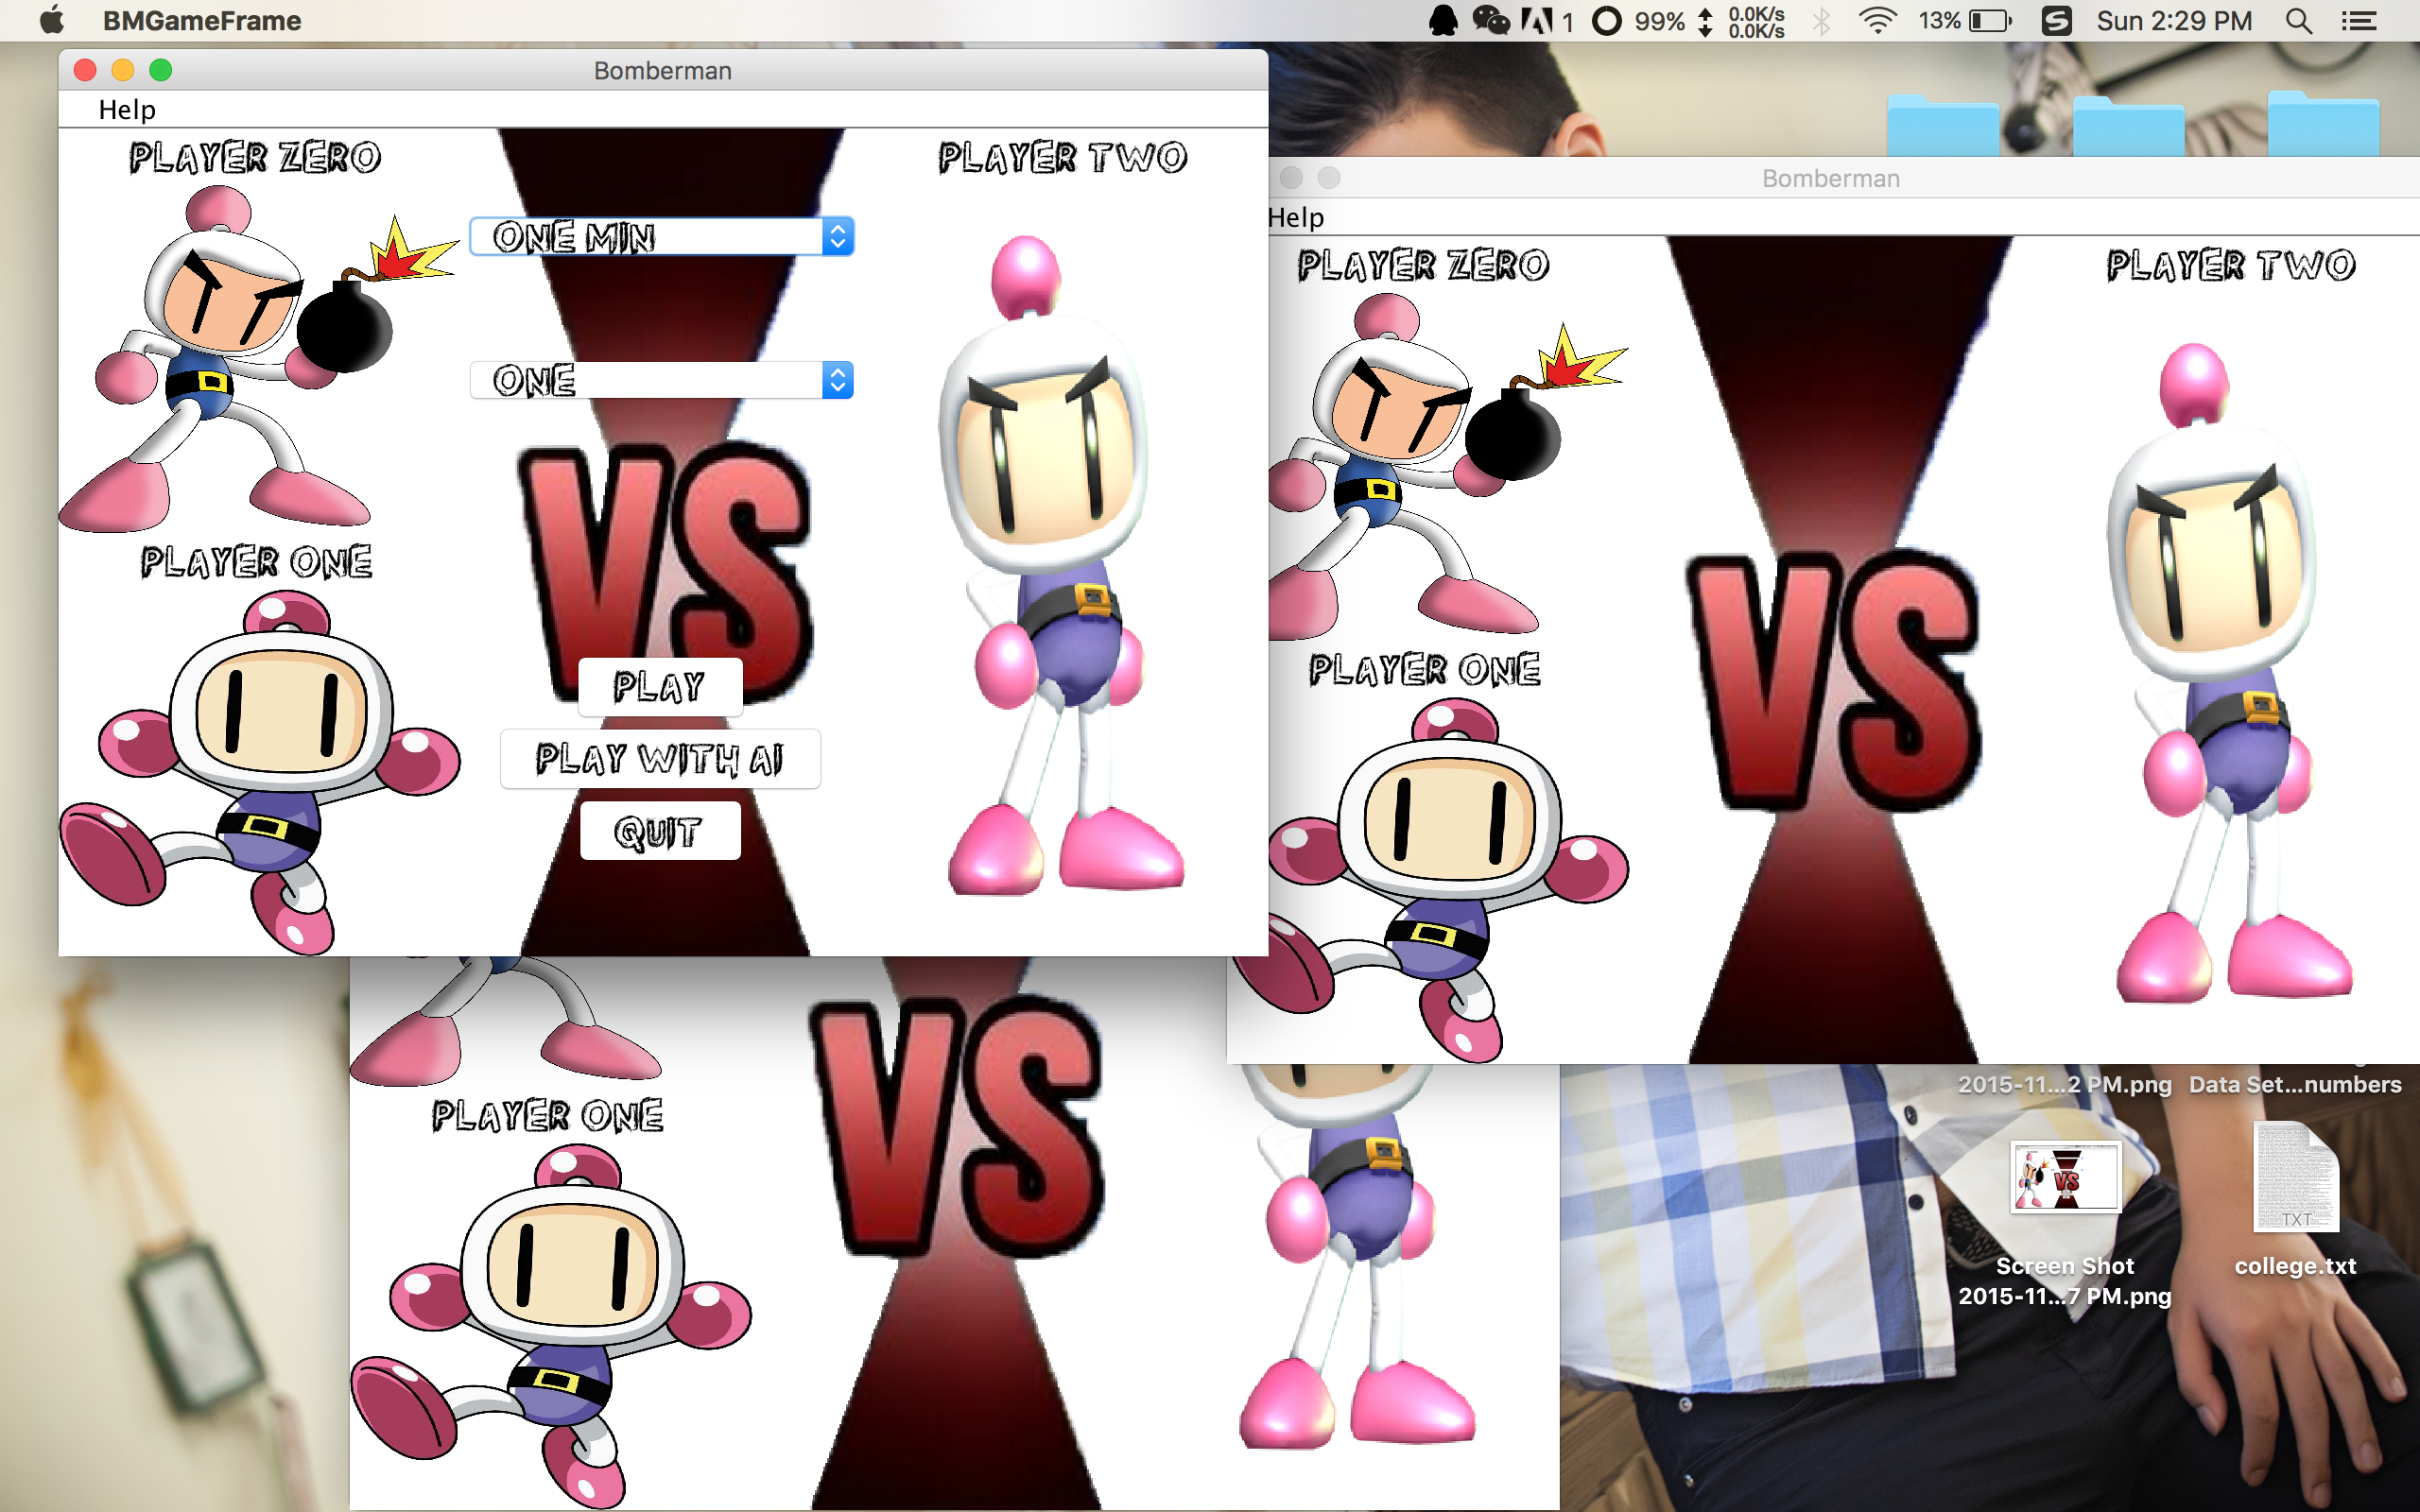 BMGameFrame
1 99% 0.0K/s 0.0K/s 13% Sun 2:29 PM
Bomberman
Help
PLAYER ZERO
PLAYER TWO
ONE MIN
ONE
VS
PLAYER ONE
PLAY
PLAY WITH AI
QUIT
Bomberman
Help
PLAYER ZERO
PLAYER TWO
VS
PLAYER ONE
PLAYER ONE
VS
2015-11...2 PM.png
Data Set...numbers
VS
TXT
Screen Shot
2015-11...7 PM.png
college.txt